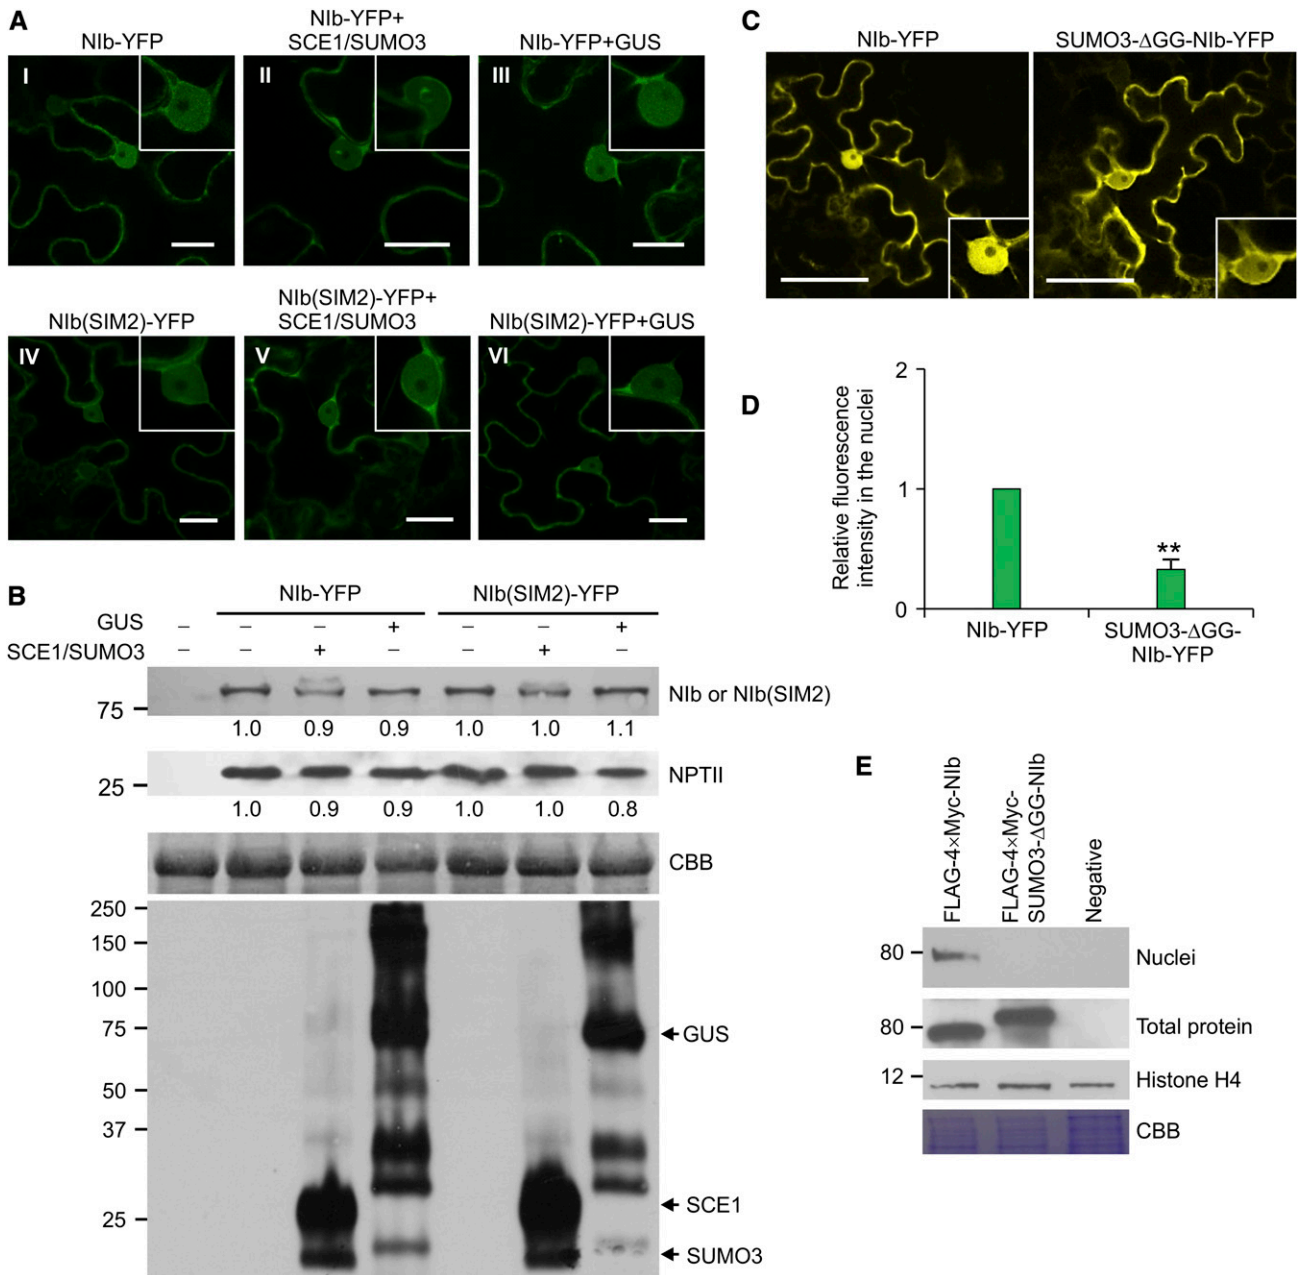 A
NIb-YFP
NIb-YFP+
SCE1/SUMO3
NIb-YFP+GUS
I
II
III
NIb(SIM2)-YFP
NIb(SIM2)-YFP+
SCE1/SUMO3
NIb(SIM2)-YFP+GUS
IV
V
VI
B
NIb-YFP
NIb(SIM2)-YFP
GUS – – – + – – +
SCE1/SUMO3 – – + – – + –
75
NIb or NIb(SIM2)
1.0 0.9 0.9 1.0 1.0 1.1
25
NPTII
1.0 0.9 0.9 1.0 1.0 0.8
CBB
250
150
100
75
GUS
50
37
25
SCE1
SUMO3
C
NIb-YFP
SUMO3-ΔGG-NIb-YFP
D
Relative fluorescence
intensity in the nuclei
2
1
0
**
NIb-YFP
SUMO3-ΔGG-
NIb-YFP
E
FLAG-4×Myc-NIb
FLAG-4×Myc-
SUMO3-ΔGG-NIb
Negative
80
Nuclei
80
Total protein
12
Histone H4
CBB